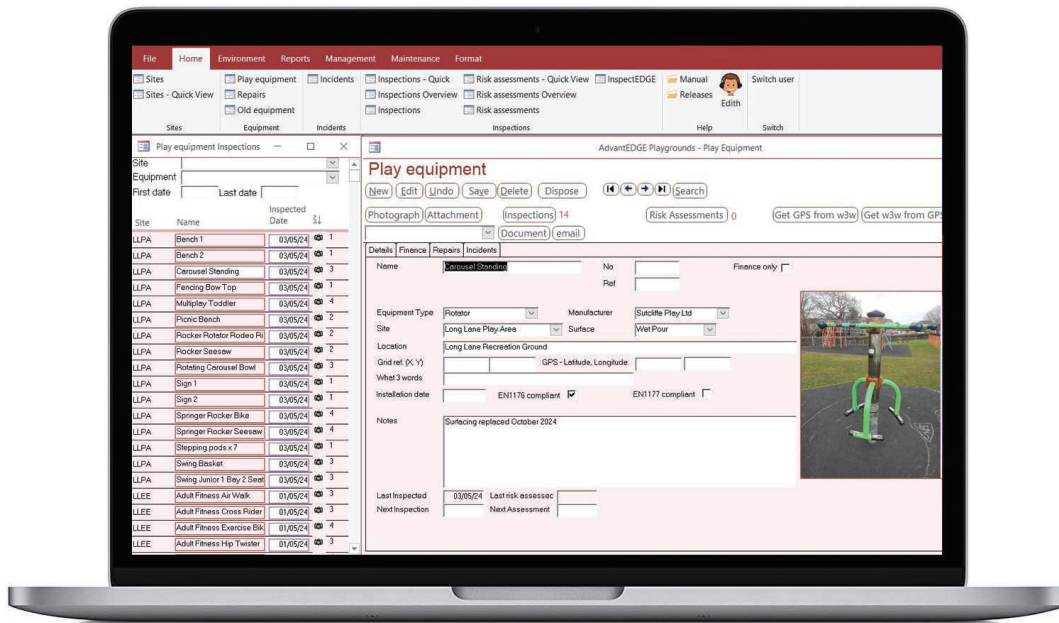 File Home Environment Reports Management Maintenance Format
Sites Play equipment Incidents Inspections - Quick Risk assessments - Quick View InspectEDGE Manual Switch user
Sites - Quick View Repairs Inspections Overview Risk assessments Overview Releases Edith
Old equipment Inspections Risk assessments
Sites Equipment Incidents Inspections Help Switch
Play equipment Inspections
Site
Equipment
First date Last date
Site Name Inspected Date
LLPA Bench 1 03/05/24 1
LLPA Bench 2 03/05/24 1
LLPA Carousel Standing 03/05/24 3
LLPA Fencing Bow Top 03/05/24 1
LLPA Multiplay Toddler 03/05/24 4
LLPA Picnic Bench 03/05/24 2
LLPA Rocker Rotator Rodeo Ri 03/05/24 2
LLPA Rocker Seesaw 03/05/24 2
LLPA Rotating Carousel Bowl 03/05/24 3
LLPA Sign 1 03/05/24 1
LLPA Sign 2 03/05/24 1
LLPA Springer Rocker Bike 03/05/24 4
LLPA Springer Rocker Seesaw 03/05/24 4
LLPA Stepping pods x 7 03/05/24 1
LLPA Swing Basket 03/05/24 3
LLPA Swing Junior 1 Bay 2 Seat 03/05/24 3
LLEE Adult Fitness Air Walk 01/05/24 3
LLEE Adult Fitness Cross Rider 01/05/24 3
LLEE Adult Fitness Exercise Bik 01/05/24 4
LLEE Adult Fitness Hip Twister 01/05/24 3
AdvantEDGE Playgrounds - Play Equipment
Play equipment
New Edit Undo Save Delete Dispose Search
Photograph Attachment Inspections 14 Risk Assessments 0 Get GPS from w3w Get w3w from GPS
Document email
Details Finance Repairs Incidents
Name Carousel Standing No Finance only
Ref
Equipment Type Rotator Manufacturer Sutcliffe Play Ltd
Site Long Lane Play Area Surface Wet Pour
Location Long Lane Recreation Ground
Grid ref. (X, Y) GPS - Latitude, Longitude
What 3 words
Installation date EN1176 compliant EN1177 compliant
Notes Surfacing replaced October 2024
Last Inspected 03/05/24 Last risk assessec
Next Inspection Next Assessment